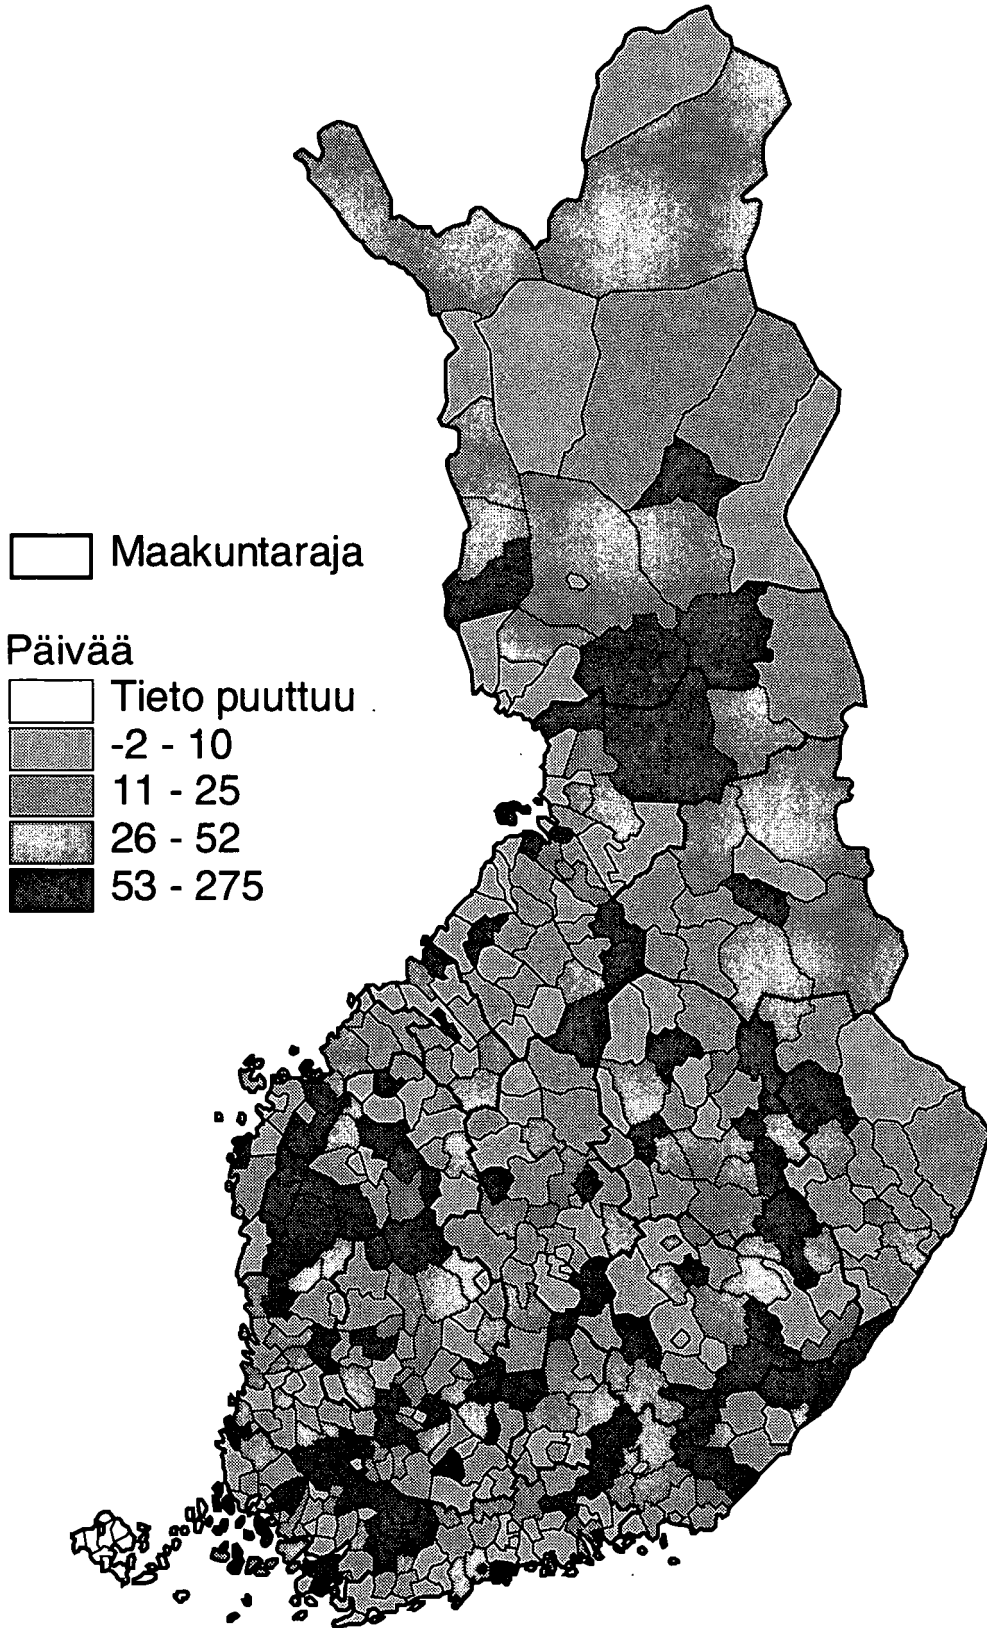 Maakuntaraja
Päivää
Tieto puuttuu
-2 - 10
11 - 25
26 - 52
53 - 275